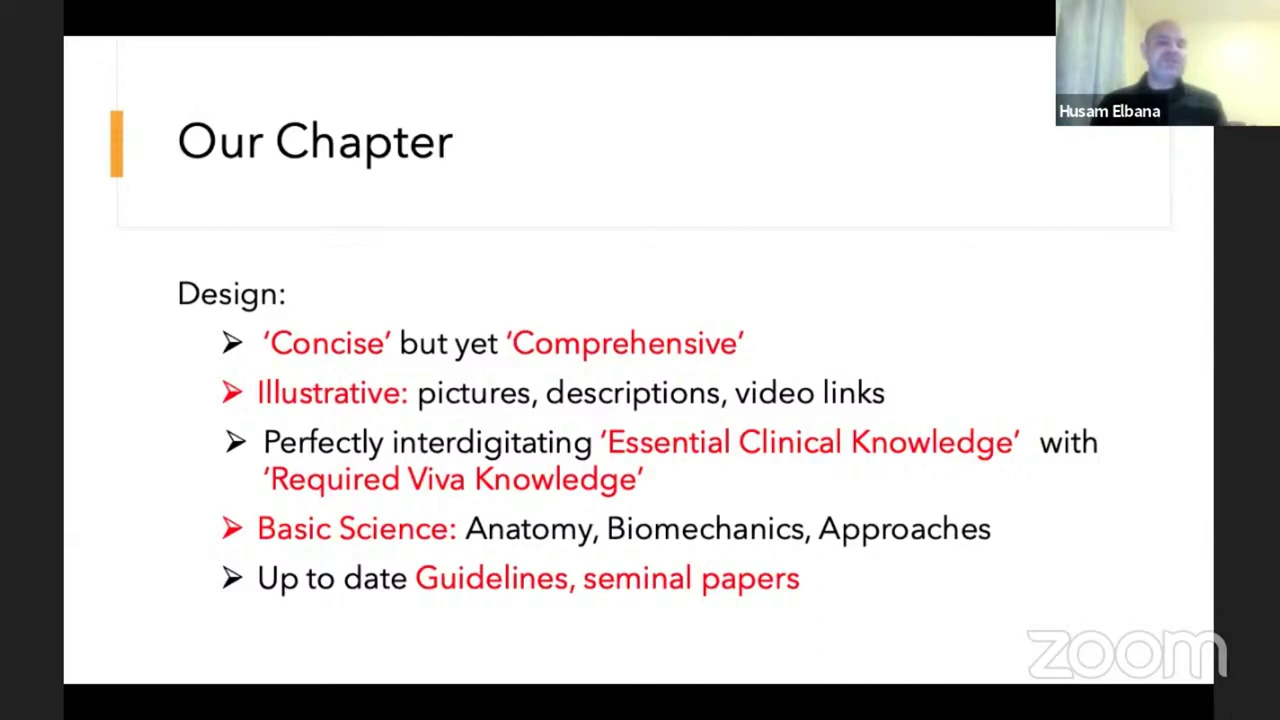 Husam Elbana
Our Chapter
Design:
➢ ‘Concise’ but yet ‘Comprehensive’
➢ Illustrative: pictures, descriptions, video links
➢ Perfectly interdigitating ‘Essential Clinical Knowledge’ with
‘Required Viva Knowledge’
➢ Basic Science: Anatomy, Biomechanics, Approaches
➢ Up to date Guidelines, seminal papers
zoom